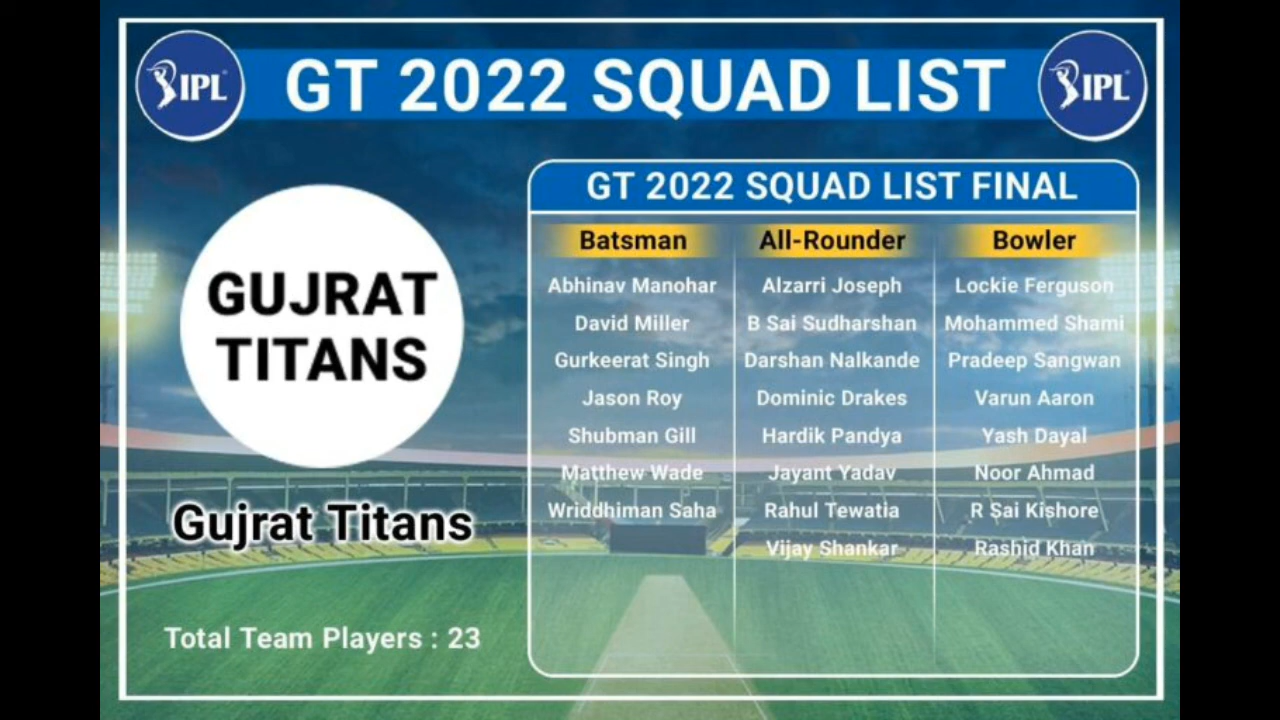 IPL
GT 2022 SQUAD LIST
IPL
GUJRAT
TITANS
Gujrat Titans
Total Team Players : 23
GT 2022 SQUAD LIST FINAL
Batsman
Abhinav Manohar
David Miller
Gurkeerat Singh
Jason Roy
Shubman Gill
Matthew Wade
Wriddhiman Saha
All-Rounder
Alzarri Joseph
B Sai Sudharshan
Darshan Nalkande
Dominic Drakes
Hardik Pandya
Jayant Yadav
Rahul Tewatia
Vijay Shankar
Bowler
Lockie Ferguson
Mohammed Shami
Pradeep Sangwan
Varun Aaron
Yash Dayal
Noor Ahmad
R Sai Kishore
Rashid Khan